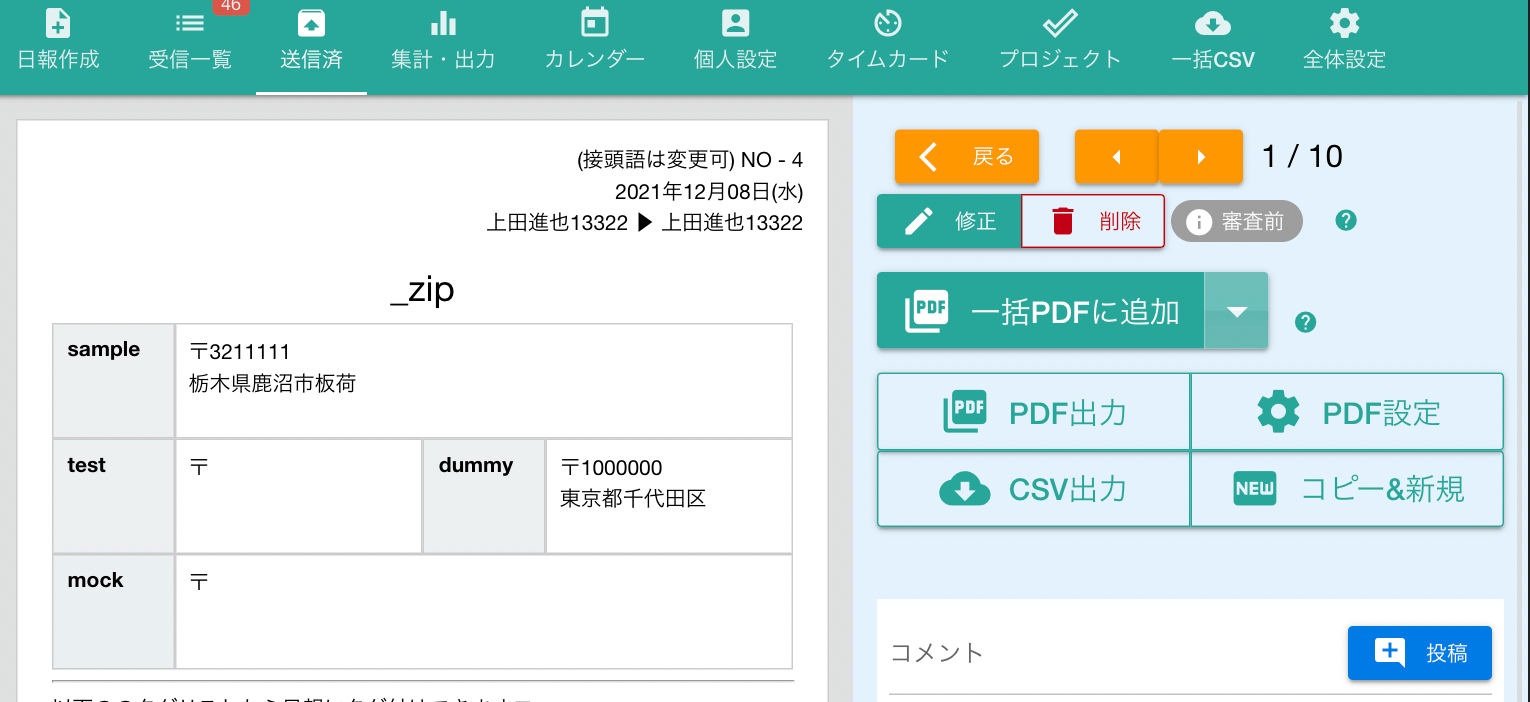 46
日報作成 受信一覧 送信済 集計・出力 カレンダー 個人設定 タイムカード プロジェクト 一括CSV 全体設定
(接頭語は変更可) NO - 4
2021年12月08日(水)
上田進也13322 ▶ 上田進也13322
_zip
sample 〒3211111
栃木県鹿沼市板荷
test 〒 dummy 〒1000000
東京都千代田区
mock 〒
戻る 1 / 10
修正 削除 審査前
PDF 一括PDFに追加
PDF PDF出力 PDF設定
CSV出力 NEW コピー&新規
コメント 投稿